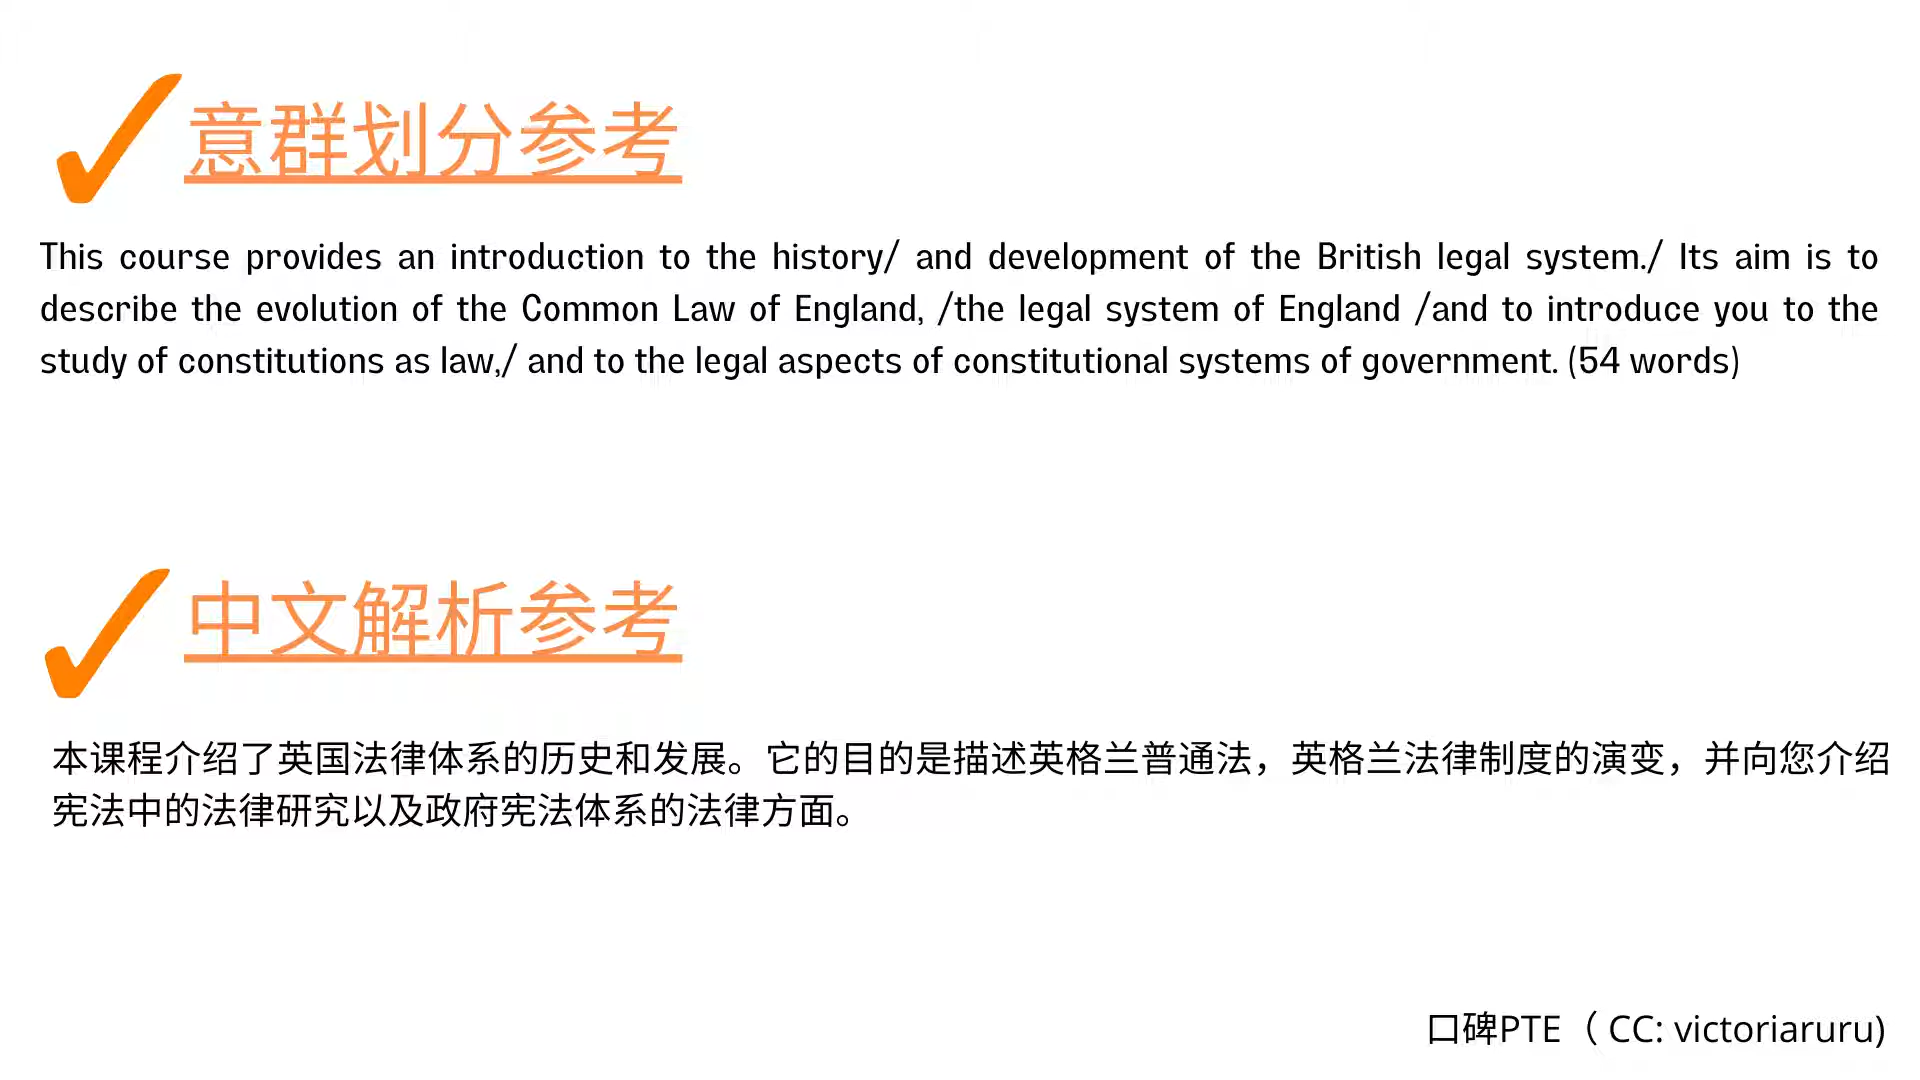 意群划分参考
This course provides an introduction to the history/ and development of the British legal system./ Its aim is to
describe the evolution of the Common Law of England, /the legal system of England /and to introduce you to the
study of constitutions as law,/ and to the legal aspects of constitutional systems of government. (54 words)
中文解析参考
本课程介绍了英国法律体系的历史和发展。它的目的是描述英格兰普通法，英格兰法律制度的演变，并向您介绍
宪法中的法律研究以及政府宪法体系的法律方面。
口碑PTE（ CC: victoriaruru)